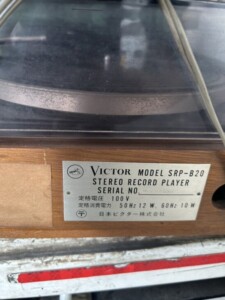 VICTOR MODEL SRP-B20
STEREO RECORD PLAYER
SERIAL NO.
定格電圧 100V
定格消費電力 50Hz 12W, 60Hz 10W
日本ビクター株式会社